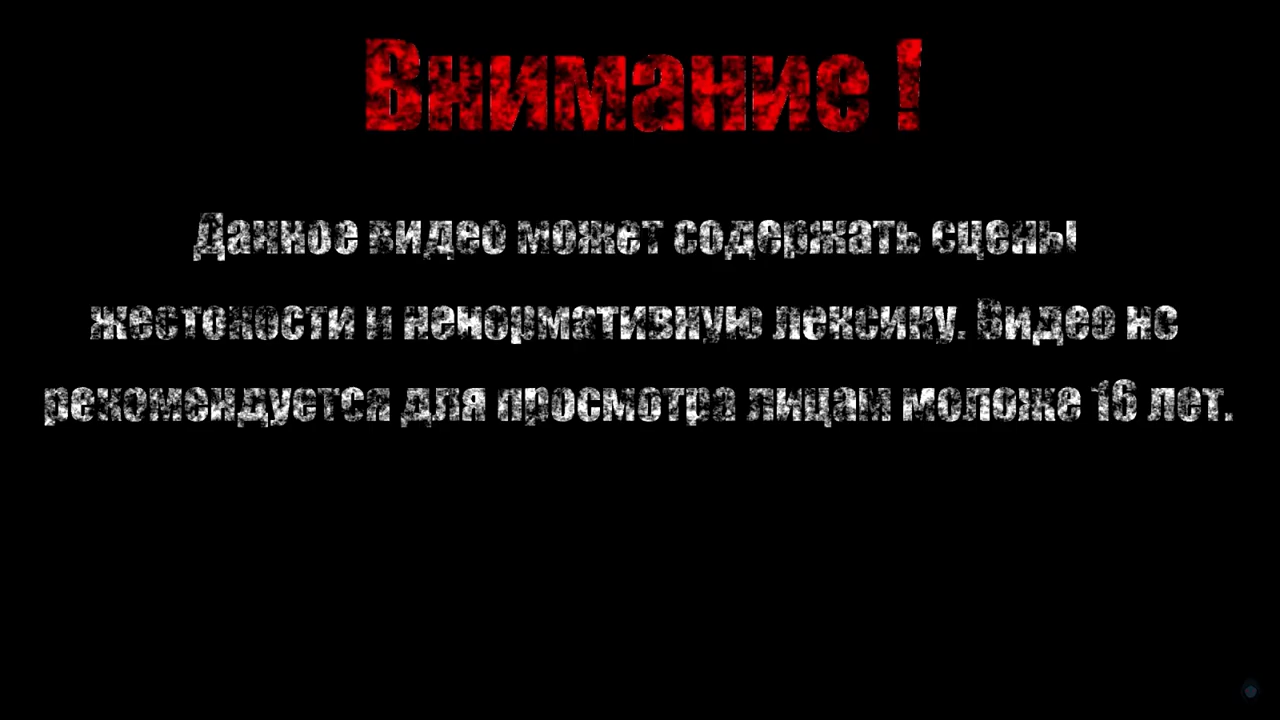 Внимание !
Данное видео может содержать сцены
жестокости и ненормативную лексику. Видео не
рекомендуется для просмотра лицам моложе 16 лет.